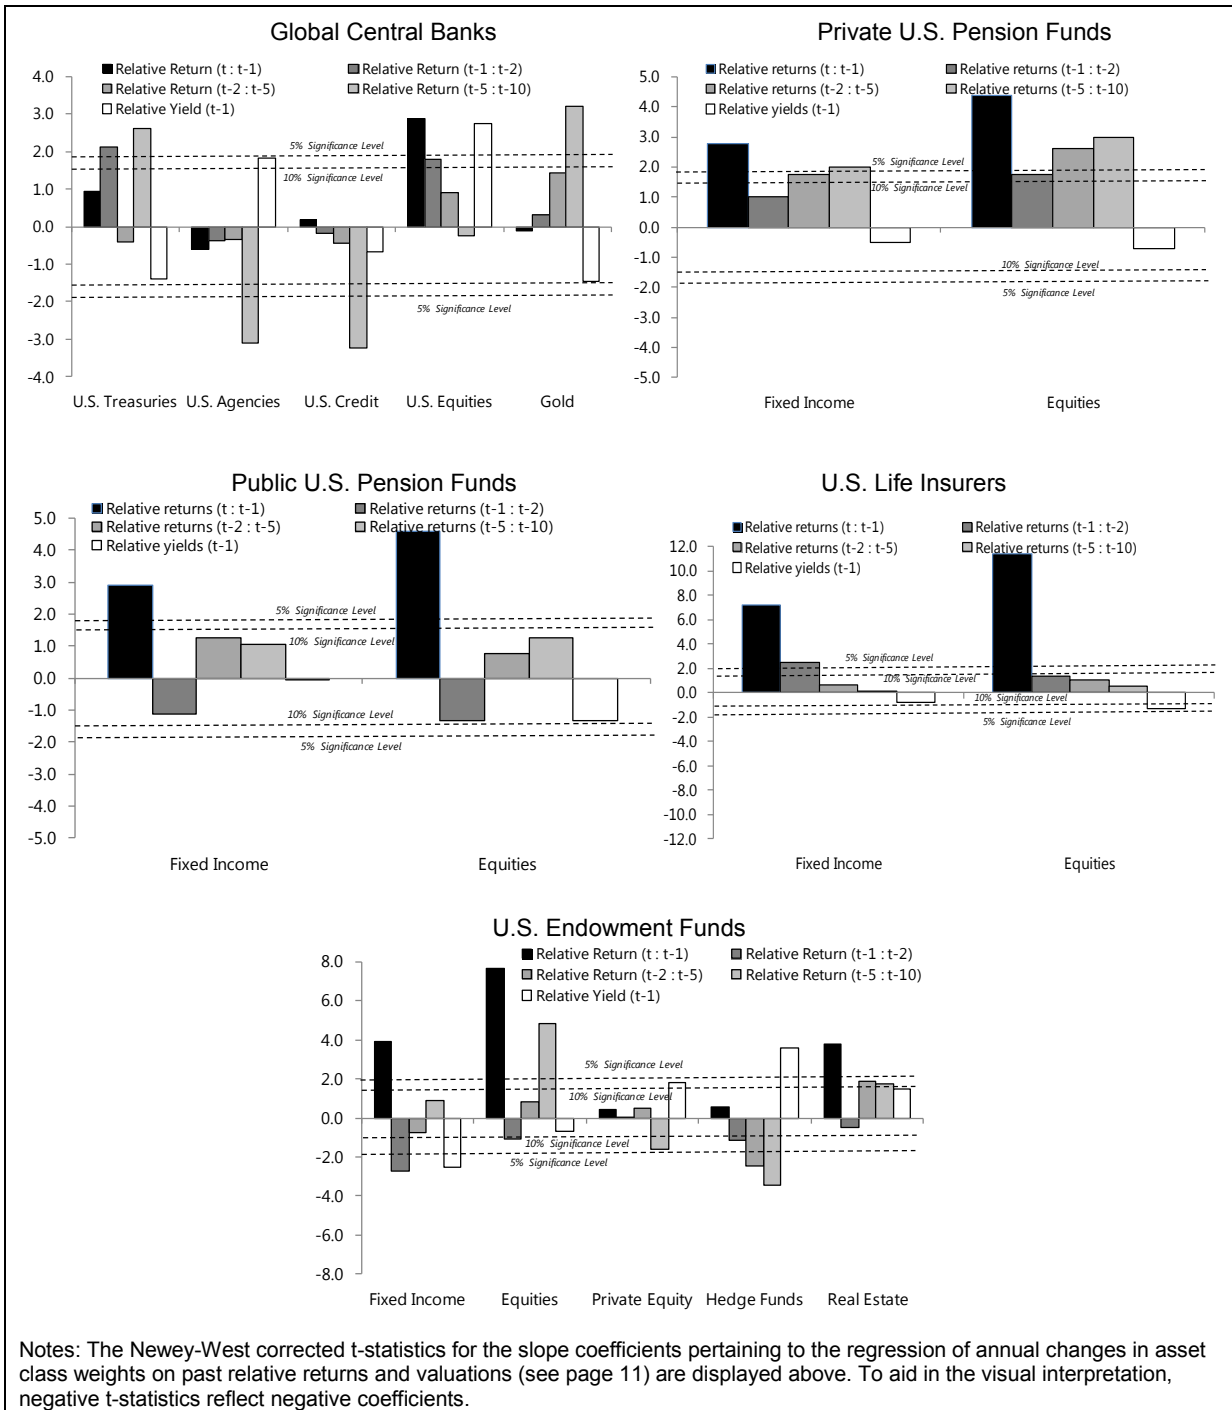 Global Central Banks
Relative Return (t : t-1)
Relative Return (t-1 : t-2)
Relative Return (t-2 : t-5)
Relative Return (t-5 : t-10)
Relative Yield (t-1)
4.0
3.0
2.0
1.0
0.0
-1.0
-2.0
-3.0
-4.0
5% Significance Level
10% Significance Level
5% Significance Level
U.S. Treasuries U.S. Agencies U.S. Credit U.S. Equities Gold
Private U.S. Pension Funds
Relative returns (t : t-1)
Relative returns (t-1 : t-2)
Relative returns (t-2 : t-5)
Relative returns (t-5 : t-10)
Relative yields (t-1)
5.0
4.0
3.0
2.0
1.0
0.0
-1.0
-2.0
-3.0
-4.0
-5.0
5% Significance Level
10% Significance Level
10% Significance Level
5% Significance Level
Fixed Income Equities
Public U.S. Pension Funds
Relative returns (t : t-1)
Relative returns (t-1 : t-2)
Relative returns (t-2 : t-5)
Relative returns (t-5 : t-10)
Relative yields (t-1)
5.0
4.0
3.0
2.0
1.0
0.0
-1.0
-2.0
-3.0
-4.0
-5.0
5% Significance Level
10% Significance Level
10% Significance Level
5% Significance Level
Fixed Income Equities
U.S. Life Insurers
Relative returns (t : t-1)
Relative returns (t-1 : t-2)
Relative returns (t-2 : t-5)
Relative returns (t-5 : t-10)
Relative yields (t-1)
12.0
10.0
8.0
6.0
4.0
2.0
0.0
-2.0
-4.0
-6.0
-8.0
-10.0
-12.0
5% Significance Level
10% Significance Level
10% Significance Level
5% Significance Level
Fixed Income Equities
U.S. Endowment Funds
Relative Return (t : t-1)
Relative Return (t-1 : t-2)
Relative Return (t-2 : t-5)
Relative Return (t-5 : t-10)
Relative Yield (t-1)
8.0
6.0
4.0
2.0
0.0
-2.0
-4.0
-6.0
-8.0
5% Significance Level
10% Significance Level
10% Significance Level
5% Significance Level
Fixed Income Equities Private Equity Hedge Funds Real Estate
Notes: The Newey-West corrected t-statistics for the slope coefficients pertaining to the regression of annual changes in asset
class weights on past relative returns and valuations (see page 11) are displayed above. To aid in the visual interpretation,
negative t-statistics reflect negative coefficients.